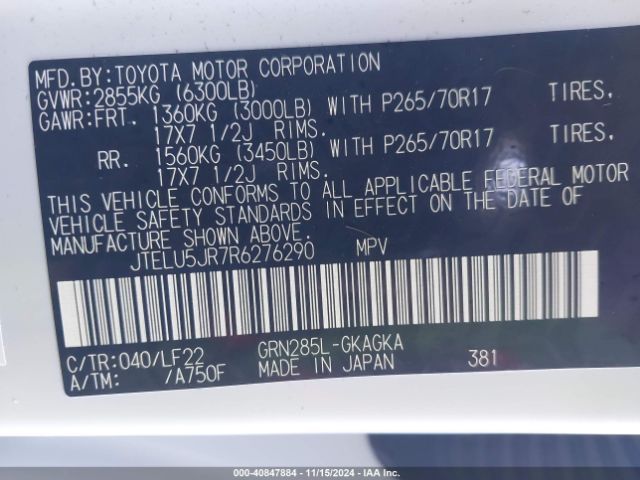 MFD.BY:TOYOTA MOTOR CORPORATION
GVWR:2855KG (6300LB)
GAWR:FRT. 1360KG (3000LB) WITH P265/70R17 TIRES,
17X7 1/2J RIMS.
RR. 1560KG (3450LB) WITH P265/70R17 TIRES,
17X7 1/2J RIMS.
THIS VEHICLE CONFORMS TO ALL APPLICABLE FEDERAL MOTOR
VEHICLE SAFETY STANDARDS IN EFFECT ON THE DATE OF
MANUFACTURE SHOWN ABOVE.
JTELU5JR7R6276290 MPV
C/TR:040/LF22 GRN285L-GKAGKA
A/TM: /A750F MADE IN JAPAN 381
000-40847884 | 11/15/2024 - IAA Inc.